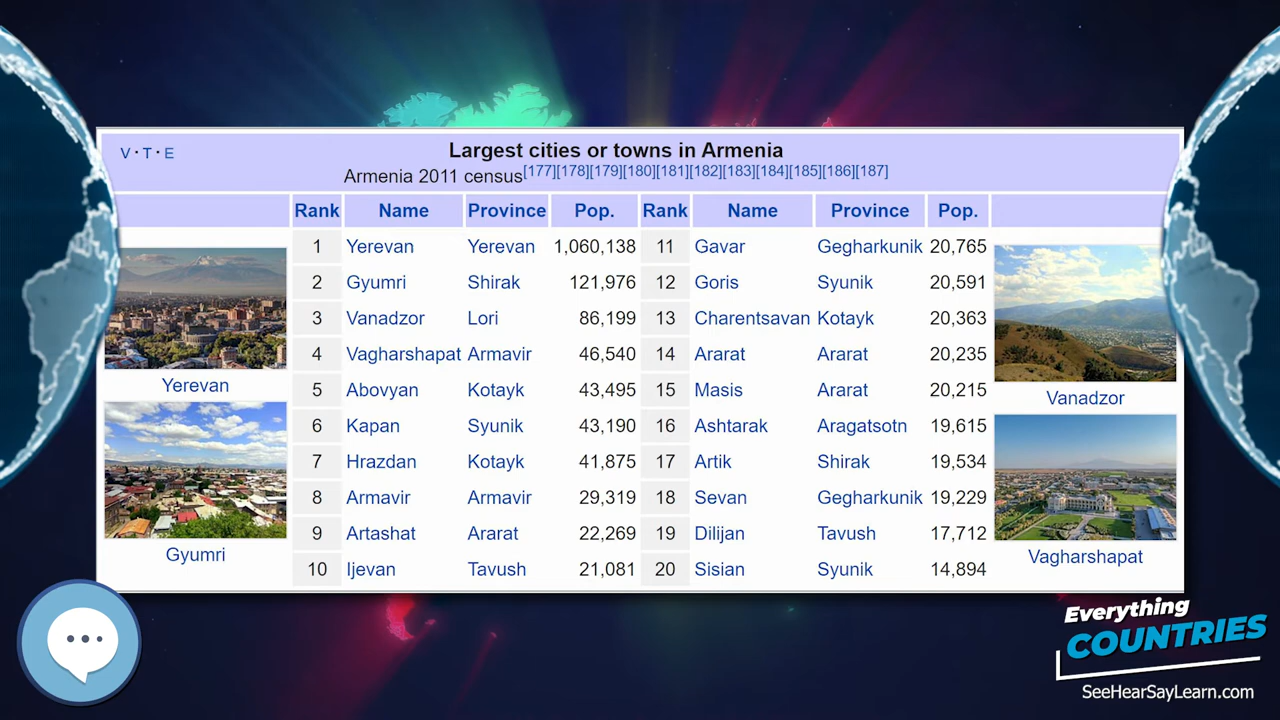 V · T · E
Largest cities or towns in Armenia
Armenia 2011 census[177][178][179][180][181][182][183][184][185][186][187]
Rank Name Province Pop. Rank Name Province Pop.
1 Yerevan Yerevan 1,060,138 11 Gavar Gegharkunik 20,765
2 Gyumri Shirak 121,976 12 Goris Syunik 20,591
3 Vanadzor Lori 86,199 13 Charentsavan Kotayk 20,363
4 Vagharshapat Armavir 46,540 14 Ararat Ararat 20,235
5 Abovyan Kotayk 43,495 15 Masis Ararat 20,215
6 Kapan Syunik 43,190 16 Ashtarak Aragatsotn 19,615
7 Hrazdan Kotayk 41,875 17 Artik Shirak 19,534
8 Armavir Armavir 29,319 18 Sevan Gegharkunik 19,229
9 Artashat Ararat 22,269 19 Dilijan Tavush 17,712
10 Ijevan Tavush 21,081 20 Sisian Syunik 14,894
Yerevan
Gyumri
Vanadzor
Vagharshapat
Everything
COUNTRIES
SeeHearSayLearn.com